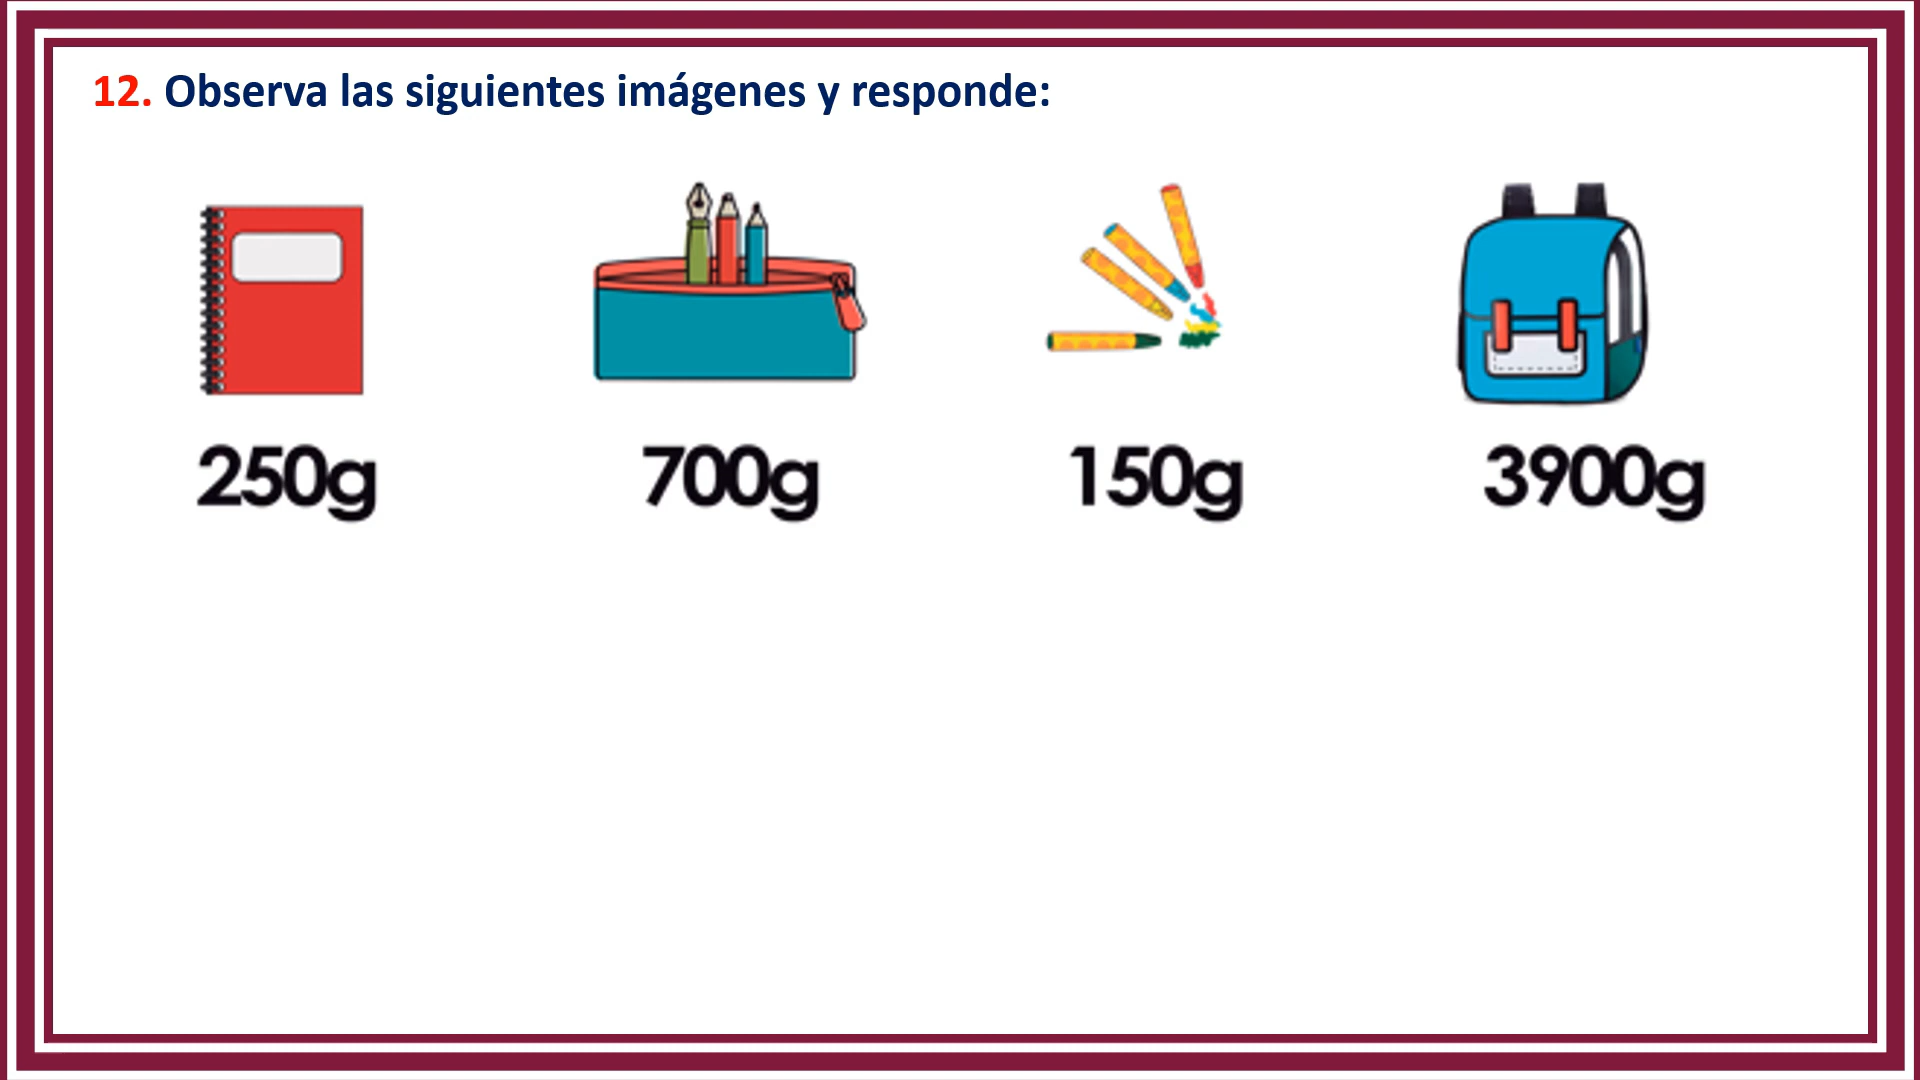 12. Observa las siguientes imágenes y responde:
250g 700g 150g 3900g